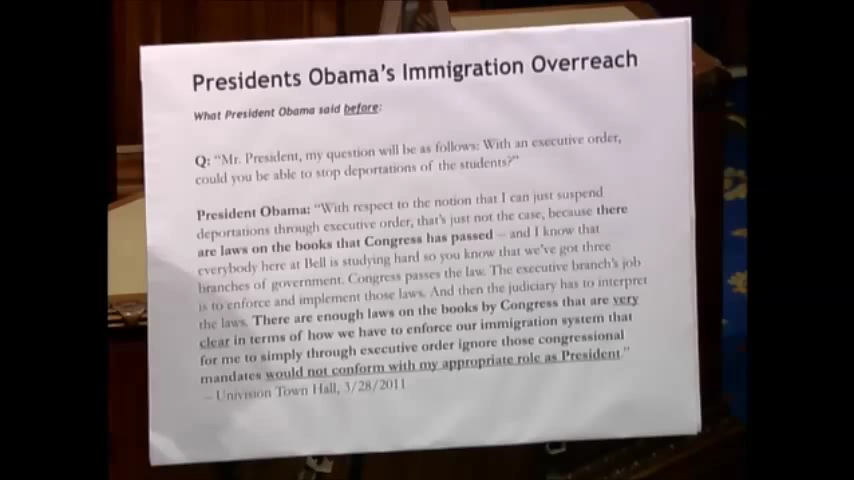 Presidents Obama's Immigration Overreach
What President Obama said before:
Q: "Mr. President, my question will be as follows: With an executive order,
could you be able to stop deportations of the students?"
President Obama: "With respect to the notion that I can just suspend
deportations through executive order, that's just not the case, because there
are laws on the books that Congress has passed – and I know that
everybody here at Bell is studying hard so you know that we've got three
branches of government. Congress passes the law. The executive branch's job
is to enforce and implement those laws. And then the judiciary has to interpret
the laws. There are enough laws on the books by Congress that are very
clear in terms of how we have to enforce our immigration system that
for me to simply through executive order ignore those congressional
mandates would not conform with my appropriate role as President."
– Univision Town Hall, 3/28/2011